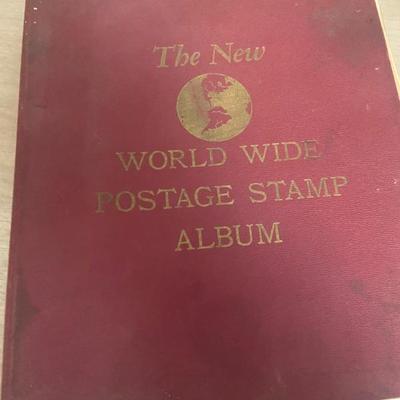 The New
WORLD WIDE
POSTAGE STAMP
ALBUM